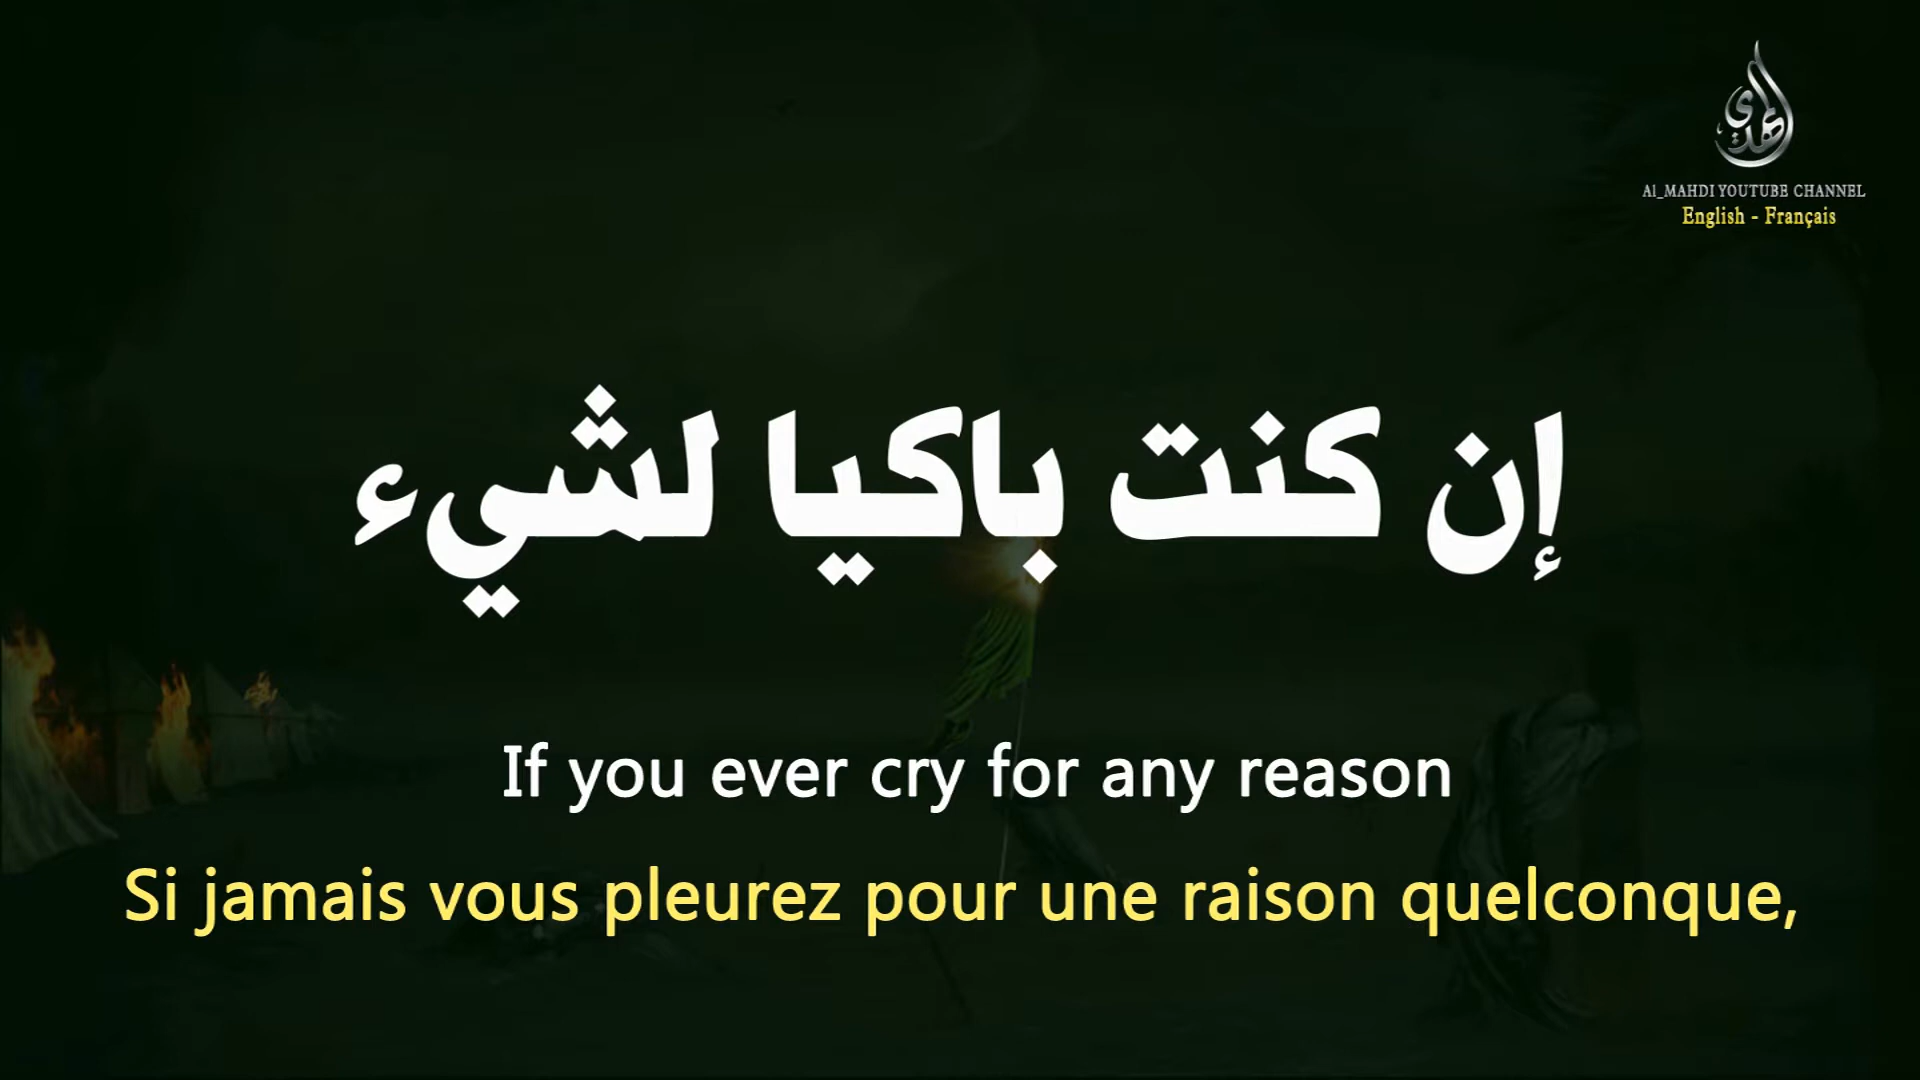 المهدي
Al_MAHDI YOUTUBE CHANNEL
English - Français
إن كنت باكيا لشيء
If you ever cry for any reason
Si jamais vous pleurez pour une raison quelconque,